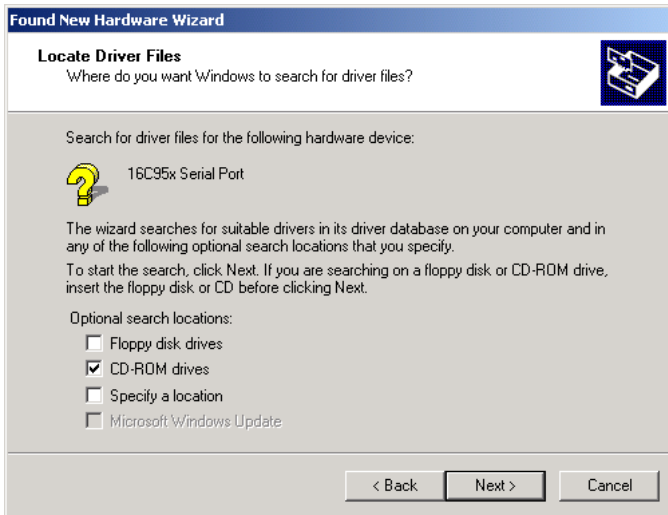 Found New Hardware Wizard
Locate Driver Files
Where do you want Windows to search for driver files?
Search for driver files for the following hardware device:
16C95x Serial Port
The wizard searches for suitable drivers in its driver database on your computer and in
any of the following optional search locations that you specify.
To start the search, click Next. If you are searching on a floppy disk or CD-ROM drive,
insert the floppy disk or CD before clicking Next.
Optional search locations:
Floppy disk drives
CD-ROM drives
Specify a location
Microsoft Windows Update
< Back Next > Cancel